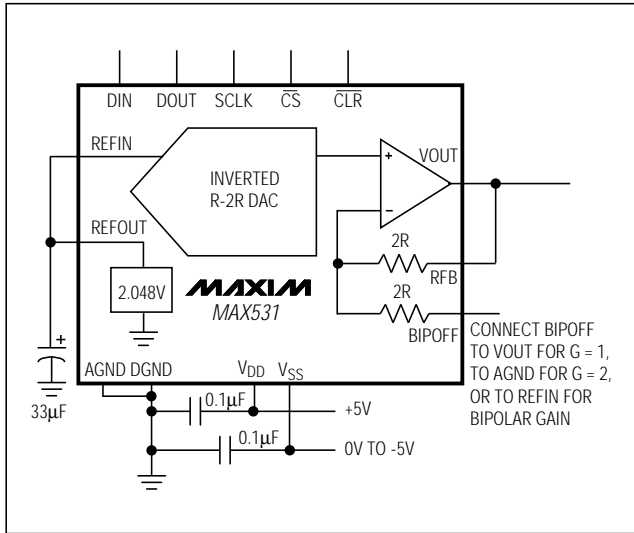 DIN DOUT SCLK C̅S̅ C̅L̅R̅
REFIN
VOUT
+
INVERTED
R-2R DAC
REFOUT
-
2R
RFB
2.048V
MAXIM
MAX531
2R
BIPOFF
CONNECT BIPOFF
TO VOUT FOR G = 1,
TO AGND FOR G = 2,
OR TO REFIN FOR
BIPOLAR GAIN
+
33µF
AGND DGND VDD VSS
0.1µF
+5V
0.1µF
0V TO -5V